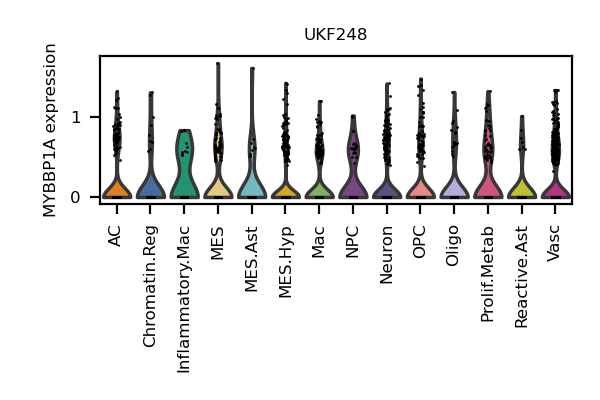 UKF248
MYBBP1A expression
1
0
AC
Chromatin.Reg
Inflammatory.Mac
MES
MES.Ast
MES.Hyp
Mac
NPC
Neuron
OPC
Oligo
Prolif.Metab
Reactive.Ast
Vasc